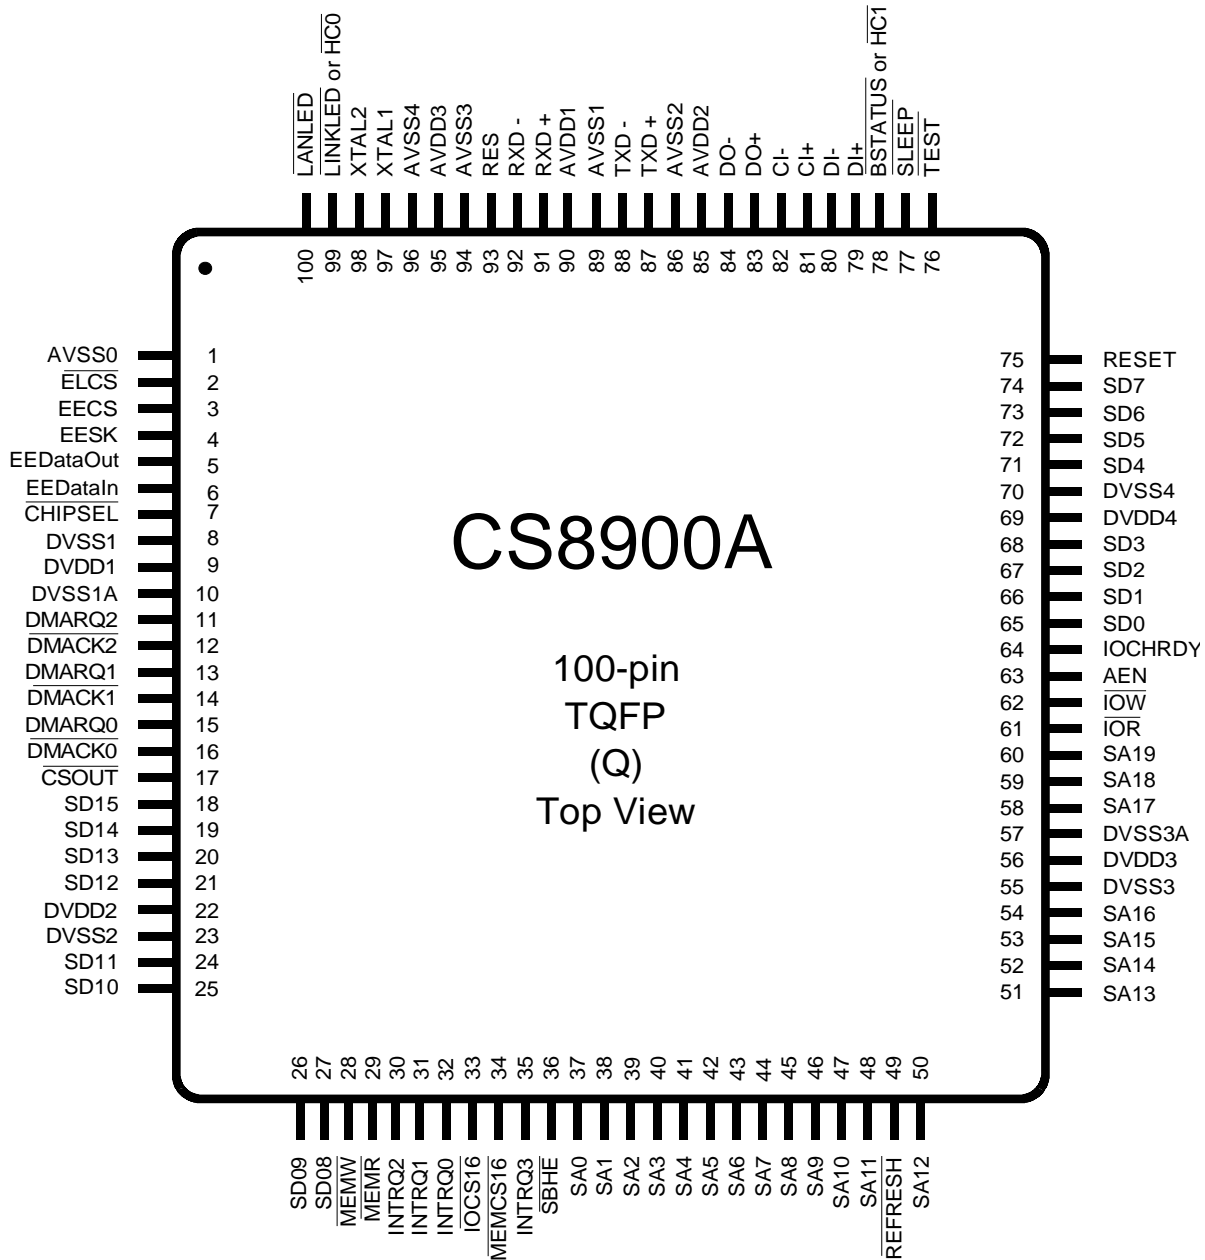 LANLED
LINKLED or HC0
XTAL2
XTAL1
AVSS4
AVDD3
AVSS3
RES
RXD -
RXD +
AVDD1
AVSS1
TXD -
TXD +
AVSS2
AVDD2
DO-
DO+
CI-
CI+
DI-
DI+
BSTATUS or HC1
SLEEP
TEST
100
99
98
97
96
95
94
93
92
91
90
89
88
87
86
85
84
83
82
81
80
79
78
77
76
AVSS0 1
ELCS 2
EECS 3
EESK 4
EEDataOut 5
EEDataIn 6
CHIPSEL 7
DVSS1 8
DVDD1 9
DVSS1A 10
DMARQ2 11
DMACK2 12
DMARQ1 13
DMACK1 14
DMARQ0 15
DMACK0 16
CSOUT 17
SD15 18
SD14 19
SD13 20
SD12 21
DVDD2 22
DVSS2 23
SD11 24
SD10 25
CS8900A
100-pin
TQFP
(Q)
Top View
75 RESET
74 SD7
73 SD6
72 SD5
71 SD4
70 DVSS4
69 DVDD4
68 SD3
67 SD2
66 SD1
65 SD0
64 IOCHRDY
63 AEN
62 IOW
61 IOR
60 SA19
59 SA18
58 SA17
57 DVSS3A
56 DVDD3
55 DVSS3
54 SA16
53 SA15
52 SA14
51 SA13
26
27
28
29
30
31
32
33
34
35
36
37
38
39
40
41
42
43
44
45
46
47
48
49
50
SD09
SD08
MEMW
MEMR
INTRQ2
INTRQ1
INTRQ0
IOCS16
MEMCS16
INTRQ3
SBHE
SA0
SA1
SA2
SA3
SA4
SA5
SA6
SA7
SA8
SA9
SA10
SA11
REFRESH
SA12